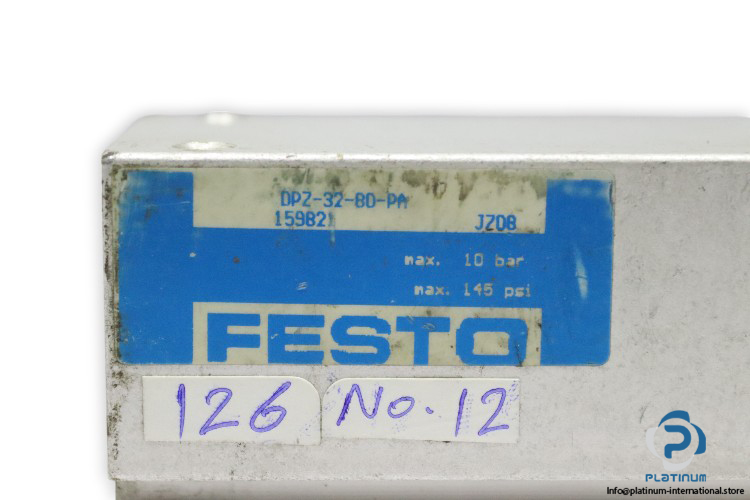 DPZ-32-80-PA
159821 JZ08
max. 10 bar
max. 145 psi
FESTO
126 No. 12
PLATINUM
Info@platinum-international.store